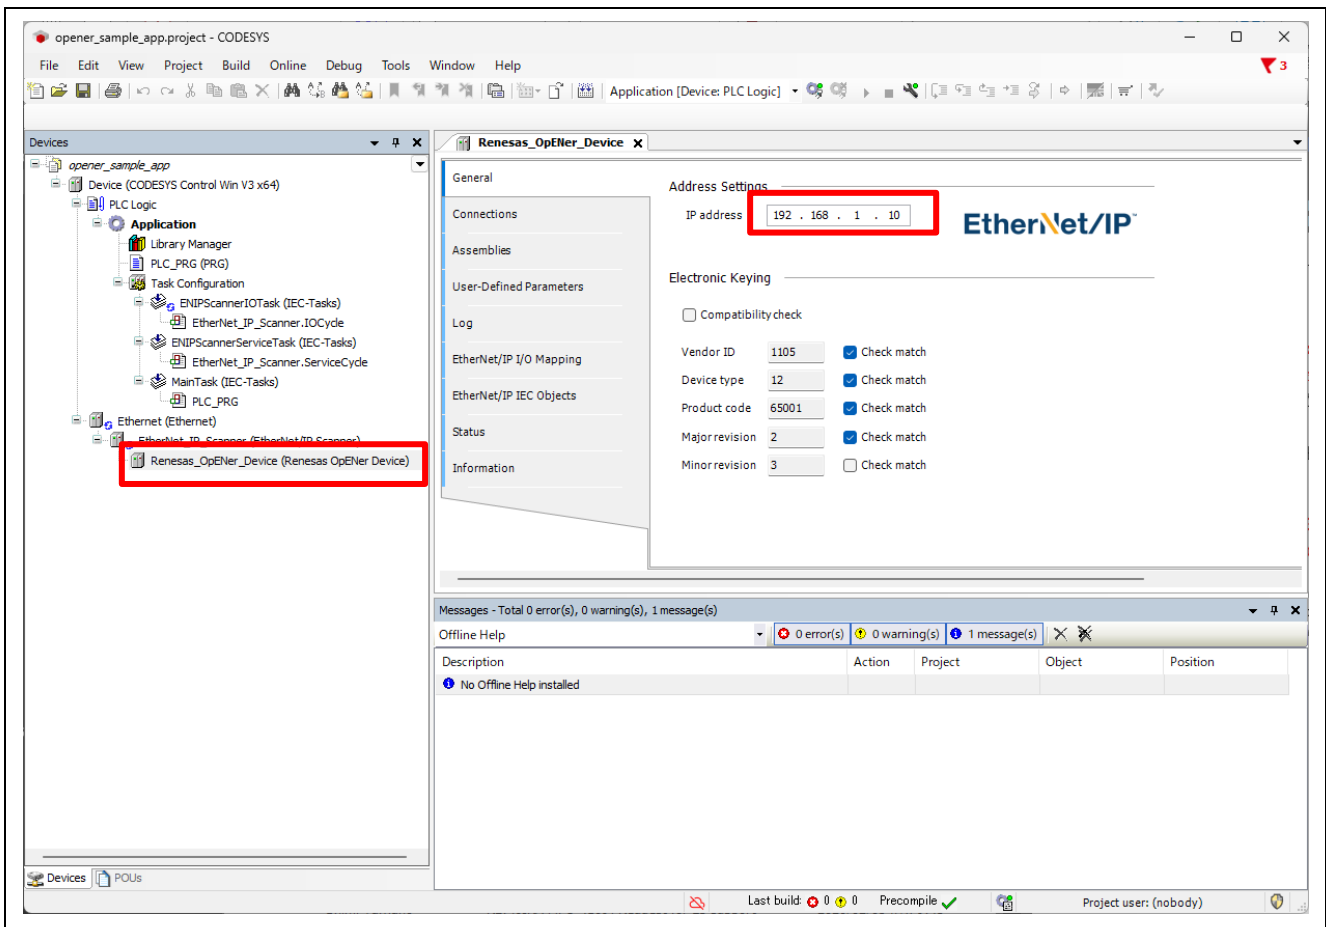 opener_sample_app.project - CODESYS
File Edit View Project Build Online Debug Tools Window Help
3
Application [Device: PLC Logic]
Devices
opener_sample_app
Device (CODESYS Control Win V3 x64)
PLC Logic
Application
Library Manager
PLC_PRG (PRG)
Task Configuration
ENIPScannerIOTask (IEC-Tasks)
EtherNet_IP_Scanner.IOCycle
ENIPScannerServiceTask (IEC-Tasks)
EtherNet_IP_Scanner.ServiceCycle
MainTask (IEC-Tasks)
PLC_PRG
Ethernet (Ethernet)
EtherNet_IP_Scanner (EtherNet/IP Scanner)
Renesas_OpENer_Device (Renesas OpENer Device)
Devices POUs
Renesas_OpENer_Device
General
Connections
Assemblies
User-Defined Parameters
Log
EtherNet/IP I/O Mapping
EtherNet/IP IEC Objects
Status
Information
Address Settings
IP address 192 . 168 . 1 . 10
EtherNet/IP™
Electronic Keying
Compatibility check
Vendor ID 1105 Check match
Device type 12 Check match
Product code 65001 Check match
Major revision 2 Check match
Minor revision 3 Check match
Messages - Total 0 error(s), 0 warning(s), 1 message(s)
Offline Help 0 error(s) 0 warning(s) 1 message(s)
Description Action Project Object Position
No Offline Help installed
Last build: 0 0 Precompile Project user: (nobody)